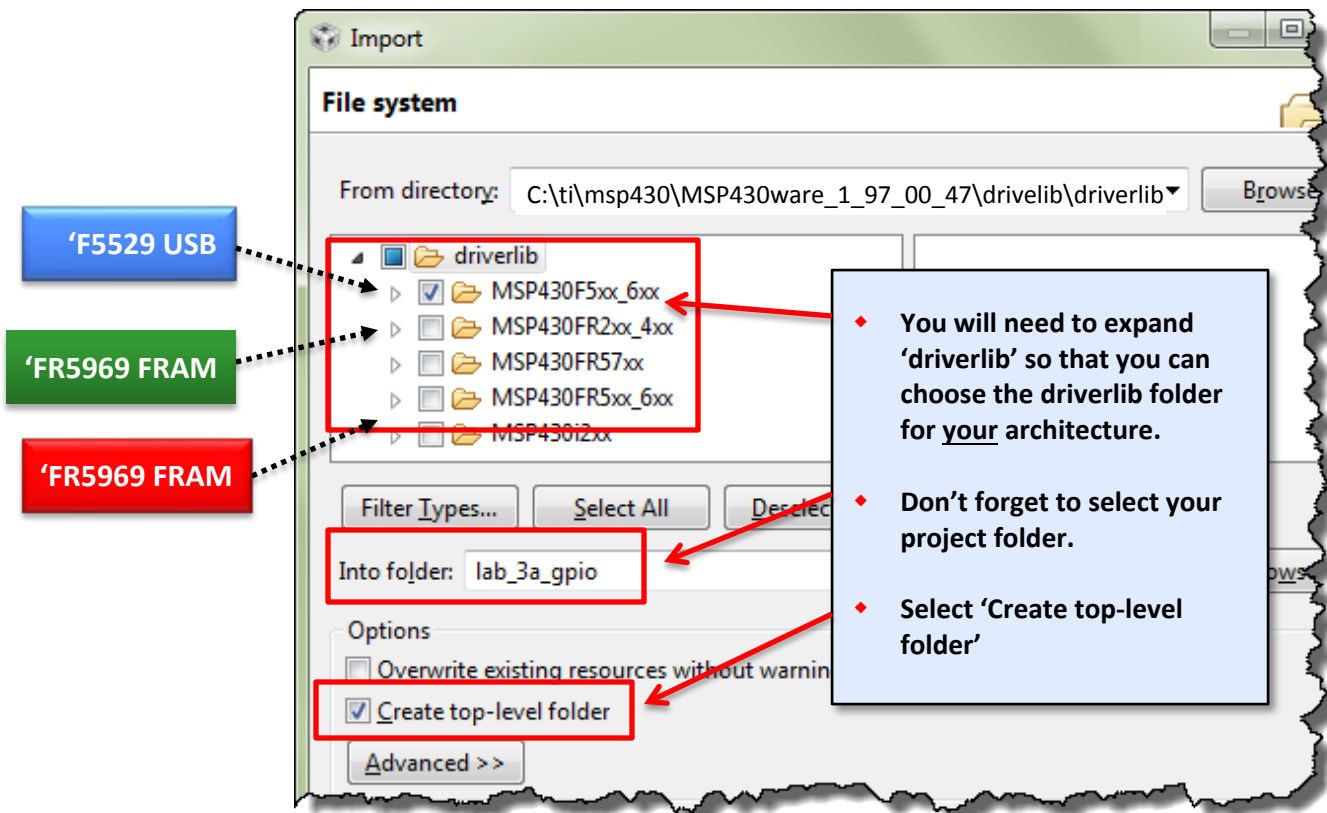 Import
File system
From directory: C:\ti\msp430\MSP430ware_1_97_00_47\drivelib\driverlib
Browse
‘F5529 USB
‘FR5969 FRAM
‘FR5969 FRAM
driverlib
MSP430F5xx_6xx
MSP430FR2xx_4xx
MSP430FR57xx
MSP430FR5xx_6xx
MSP430i2xx
♦ You will need to expand
‘driverlib’ so that you can
choose the driverlib folder
for your architecture.
♦ Don’t forget to select your
project folder.
♦ Select ‘Create top-level
folder’
Filter Types...
Select All
Deselec
Into folder: lab_3a_gpio
ows
Options
Overwrite existing resources without warnin
Create top-level folder
Advanced >>